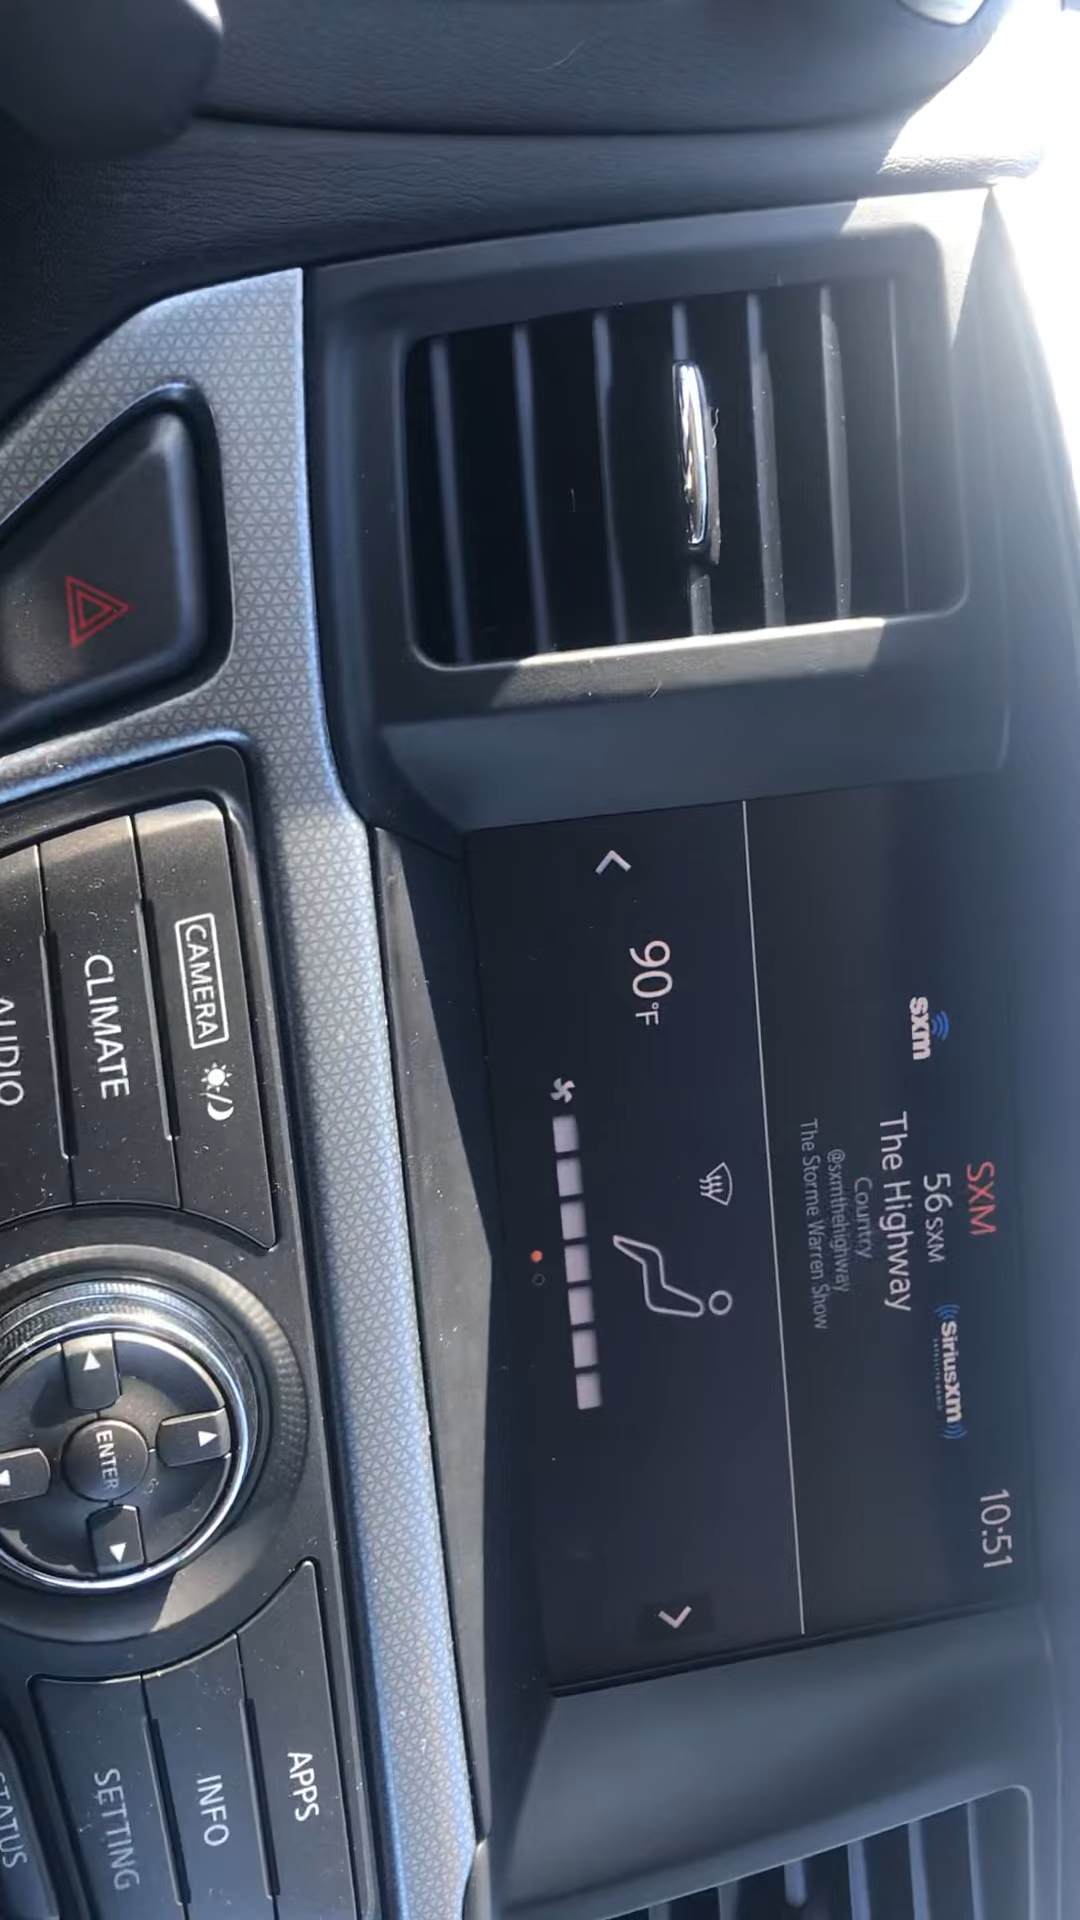 SXM
10:51
sxm
56 SXM
((SiriusXM))
The Highway
Country
@sxmthehighway
The Storme Warren Show
90°F
CAMERA
CLIMATE
AUDIO
ENTER
APPS
INFO
SETTING
STATUS